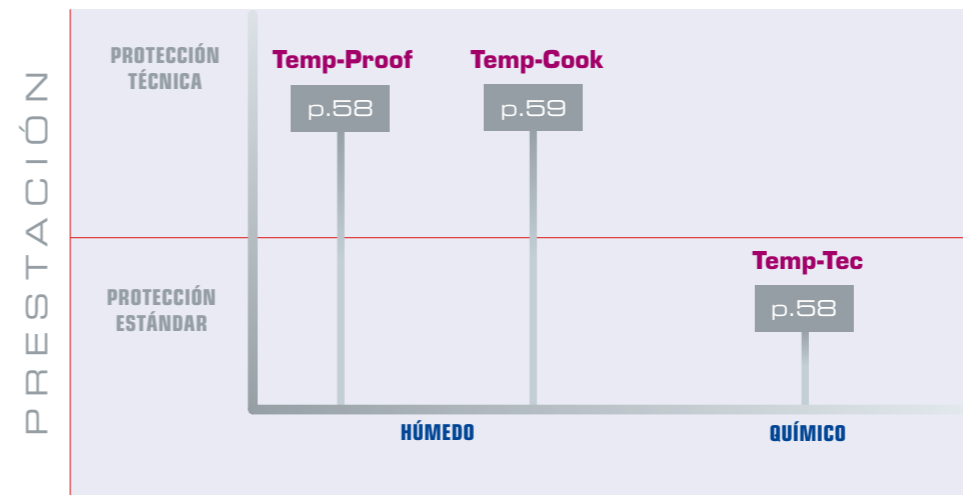 PRESTACIÓN
PROTECCIÓN
TÉCNICA
Temp-Proof
p.58
Temp-Cook
p.59
PROTECCIÓN
ESTÁNDAR
Temp-Tec
p.58
HÚMEDO
QUÍMICO